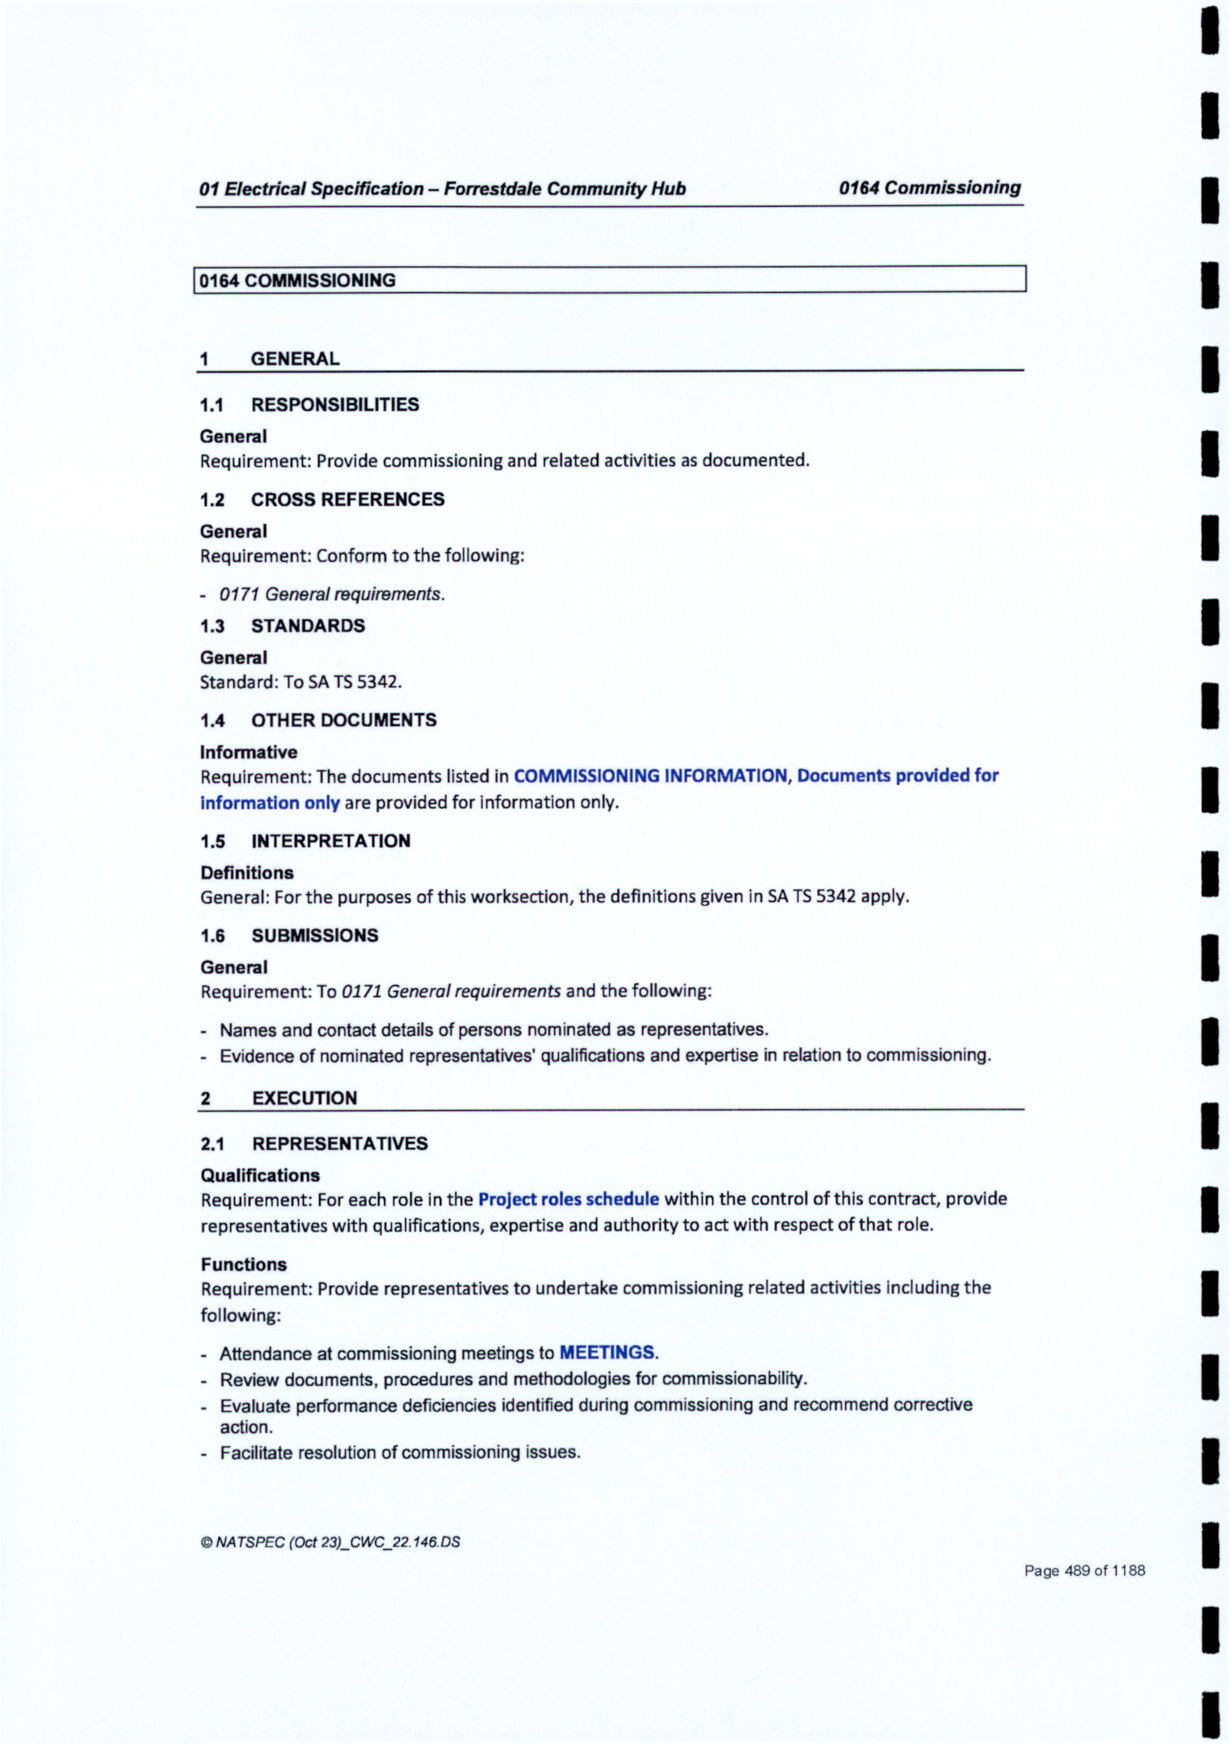 01 Electrical Specification – Forrestdale Community Hub 0164 Commissioning
0164 COMMISSIONING
1 GENERAL
1.1 RESPONSIBILITIES
General
Requirement: Provide commissioning and related activities as documented.
1.2 CROSS REFERENCES
General
Requirement: Conform to the following:
- 0171 General requirements.
1.3 STANDARDS
General
Standard: To SA TS 5342.
1.4 OTHER DOCUMENTS
Informative
Requirement: The documents listed in COMMISSIONING INFORMATION, Documents provided for
information only are provided for information only.
1.5 INTERPRETATION
Definitions
General: For the purposes of this worksection, the definitions given in SA TS 5342 apply.
1.6 SUBMISSIONS
General
Requirement: To 0171 General requirements and the following:
- Names and contact details of persons nominated as representatives.
- Evidence of nominated representatives' qualifications and expertise in relation to commissioning.
2 EXECUTION
2.1 REPRESENTATIVES
Qualifications
Requirement: For each role in the Project roles schedule within the control of this contract, provide
representatives with qualifications, expertise and authority to act with respect of that role.
Functions
Requirement: Provide representatives to undertake commissioning related activities including the
following:
- Attendance at commissioning meetings to MEETINGS.
- Review documents, procedures and methodologies for commissionability.
- Evaluate performance deficiencies identified during commissioning and recommend corrective
action.
- Facilitate resolution of commissioning issues.
© NATSPEC (Oct 23)_CWC_22.146.DS
Page 489 of 1188